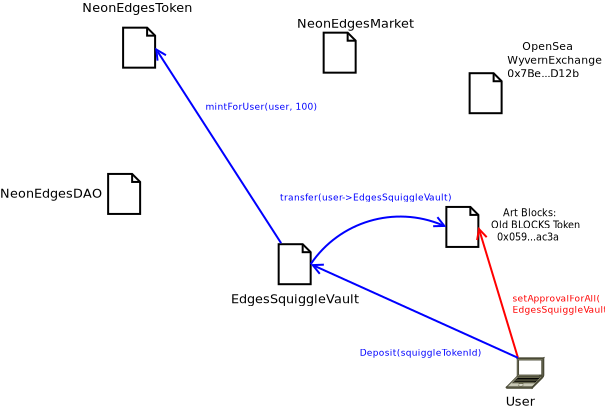 NeonEdgesToken
NeonEdgesMarket
OpenSea
WyvernExchange
0x7Be...D12b
mintForUser(user, 100)
NeonEdgesDAO
transfer(user->EdgesSquiggleVault)
Art Blocks:
Old BLOCKS Token
0x059...ac3a
EdgesSquiggleVault
setApprovalForAll(
EdgesSquiggleVault
Deposit(squiggleTokenId)
User